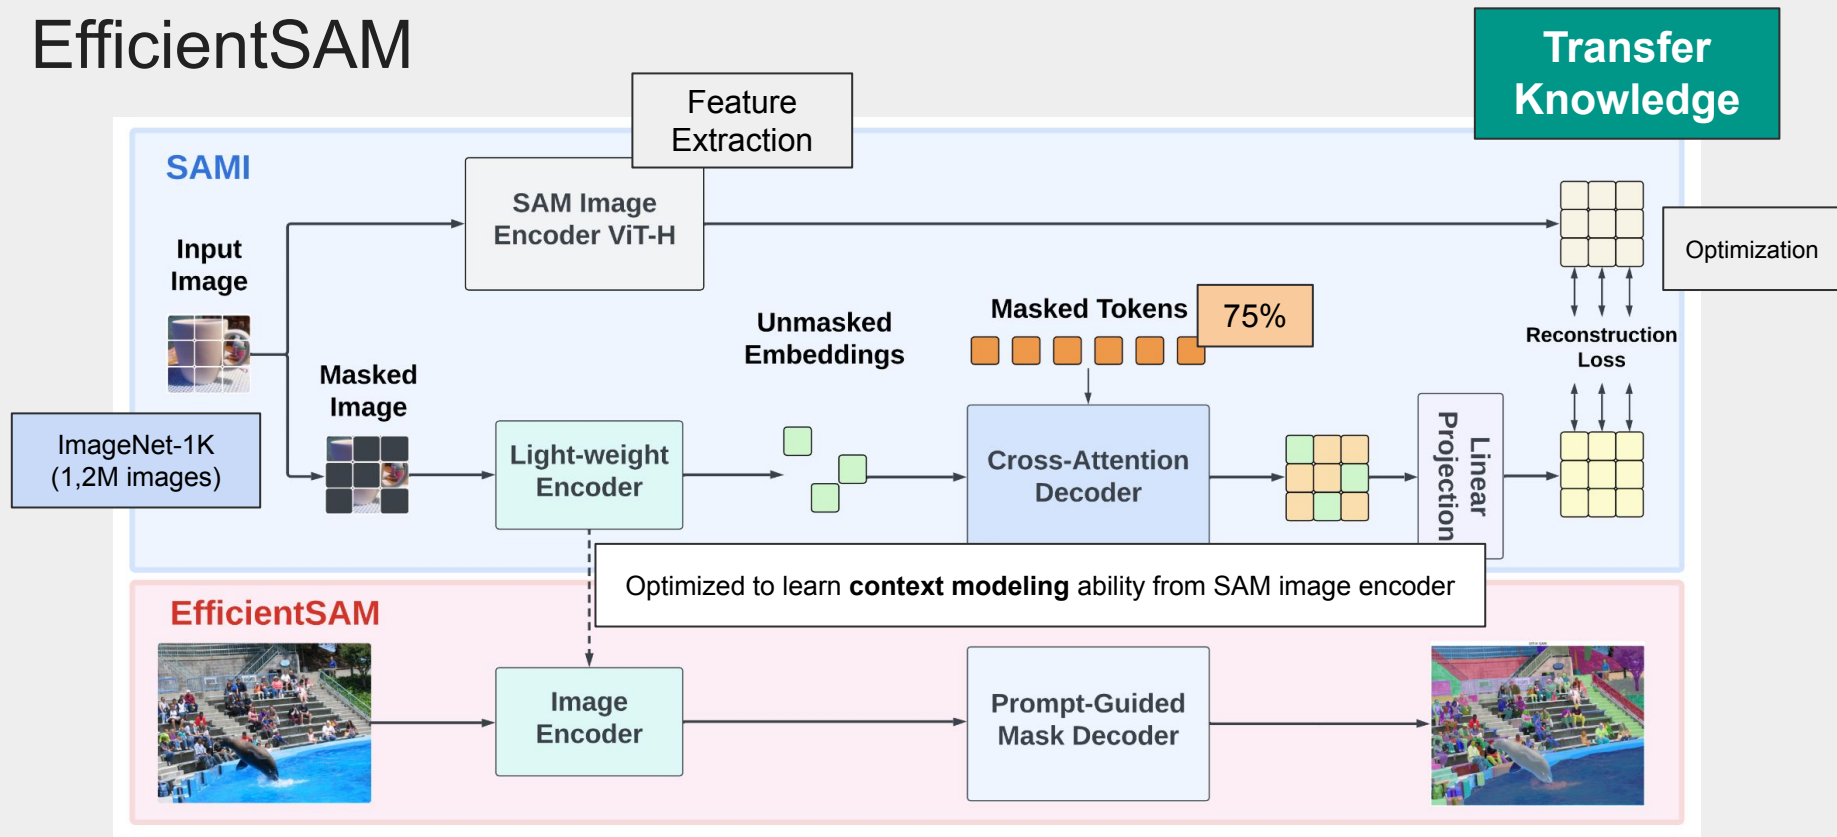 EfficientSAM
Transfer
Knowledge
Feature
Extraction
SAMI
SAM Image
Encoder ViT-H
Input
Image
Optimization
Masked Tokens
75%
Unmasked
Embeddings
Reconstruction
Loss
Masked
Image
ImageNet-1K
(1,2M images)
Light-weight
Encoder
Cross-Attention
Decoder
Linear
Projection
Optimized to learn context modeling ability from SAM image encoder
EfficientSAM
Image
Encoder
Prompt-Guided
Mask Decoder